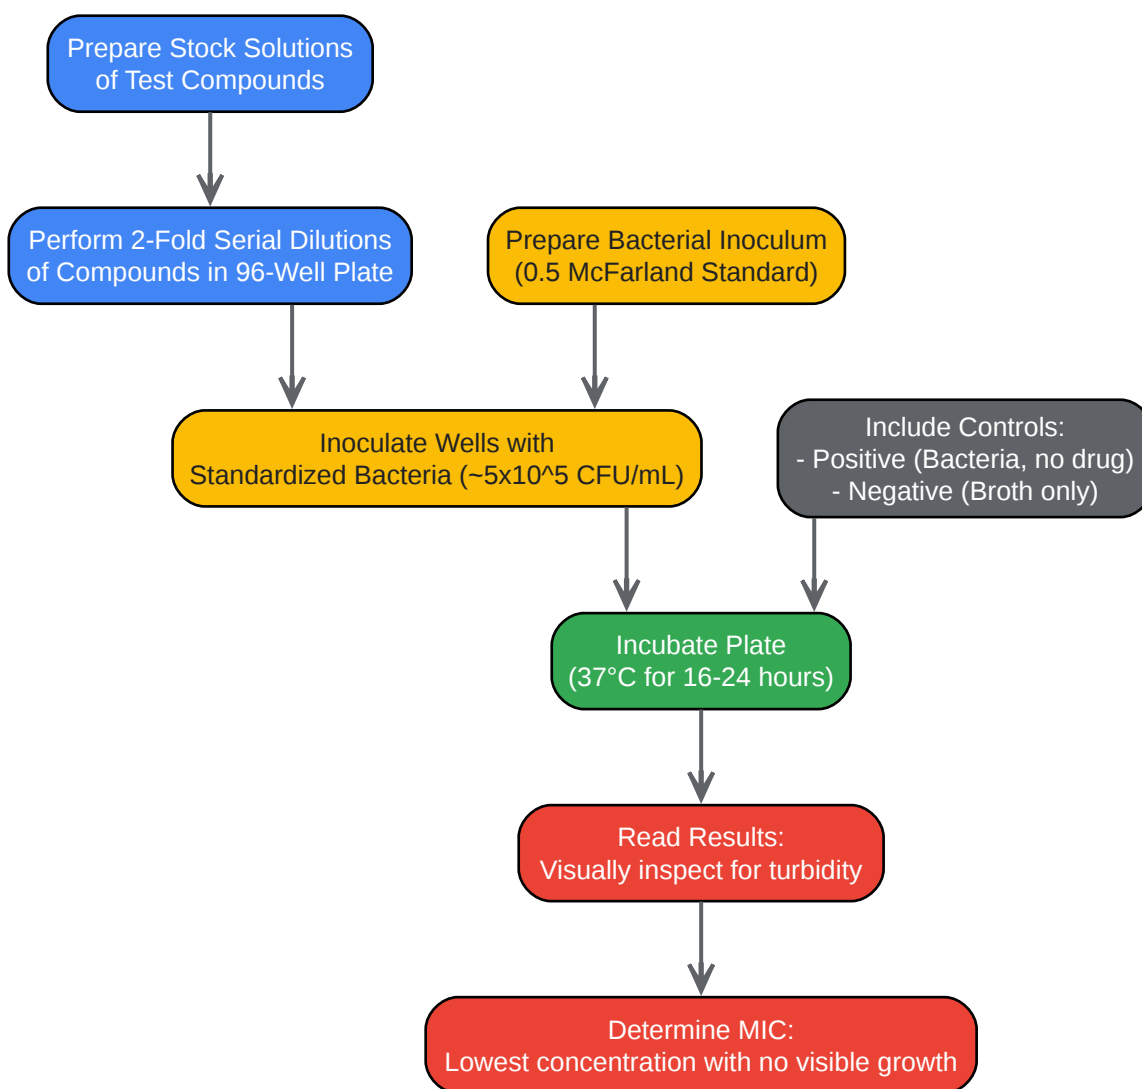 Prepare Stock Solutions
of Test Compounds
Perform 2-Fold Serial Dilutions
of Compounds in 96-Well Plate
Prepare Bacterial Inoculum
(0.5 McFarland Standard)
Inoculate Wells with
Standardized Bacteria (~5x10^5 CFU/mL)
Include Controls:
- Positive (Bacteria, no drug)
- Negative (Broth only)
Incubate Plate
(37°C for 16-24 hours)
Read Results:
Visually inspect for turbidity
Determine MIC:
Lowest concentration with no visible growth